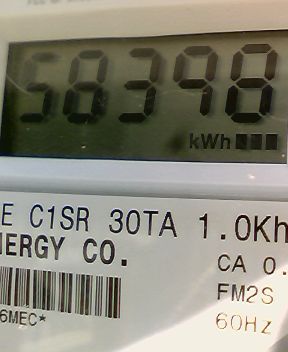 58398
kWh
E C1SR 30TA 1.0Kh
NERGY CO.
CA 0.
FM2S
6MEC*
60Hz